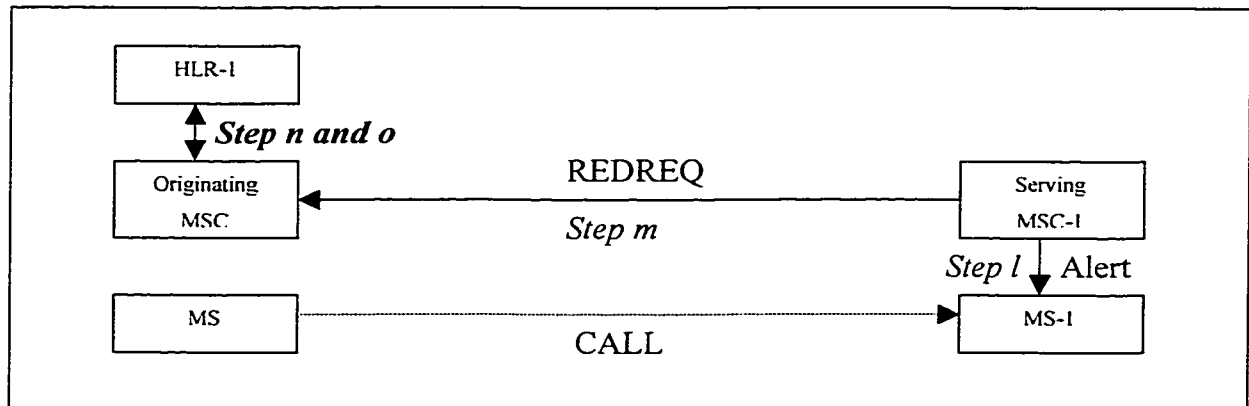 HLR-1
Step n and o
Originating
MSC
REDREQ
Step m
Serving
MSC-1
Step l Alert
MS
CALL
MS-1